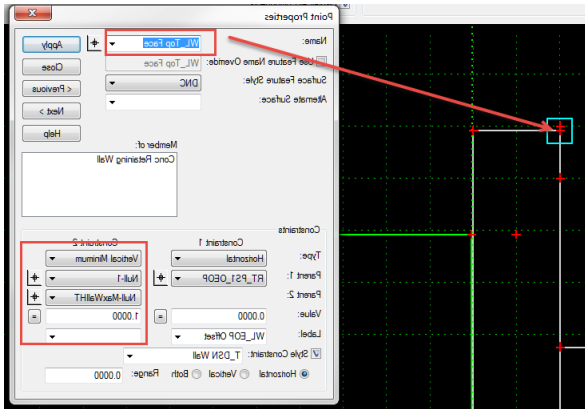 Point Properties
Name: WL_Top Face Apply
Use Feature Name Override: WL_Top Face Close
Surface Feature Style: DNC < Previous
Alternate Surface: Next >
Help
Member of:
Conc Retaining Wall
Constraints
Constraint 1 Constraint 2
Type: Horizontal Vertical Minimum
Parent 1: RT_PS1_OEOP Null-1
Parent 2: Null-MaxWallHT
Value: 0.0000 = 1.0000 =
Label: WL_EOP Offset
Style Constraint: T_DSN Wall
Horizontal Vertical Both Range: 0.0000